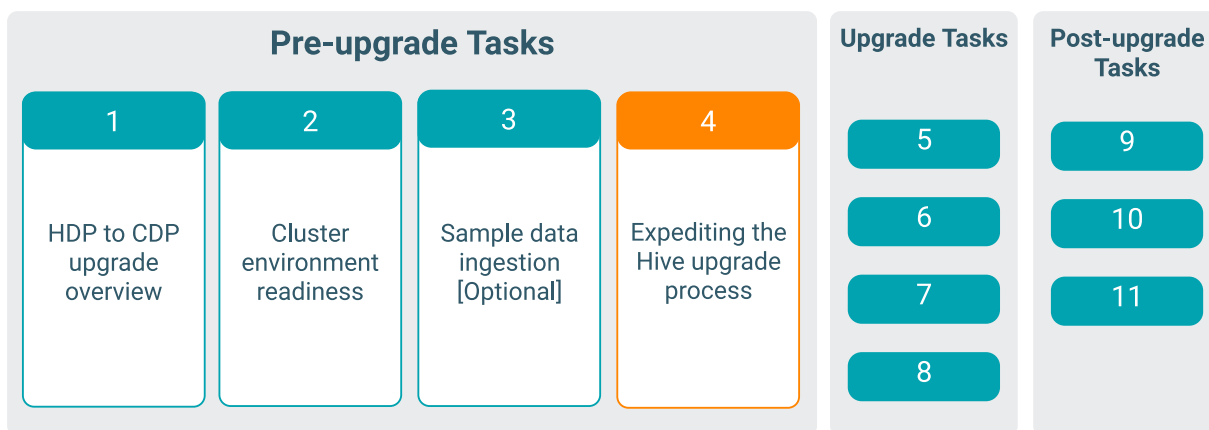 Pre-upgrade Tasks
1
HDP to CDP
upgrade
overview
2
Cluster
environment
readiness
3
Sample data
ingestion
[Optional]
4
Expediting the
Hive upgrade
process
Upgrade Tasks
5
6
7
8
Post-upgrade
Tasks
9
10
11